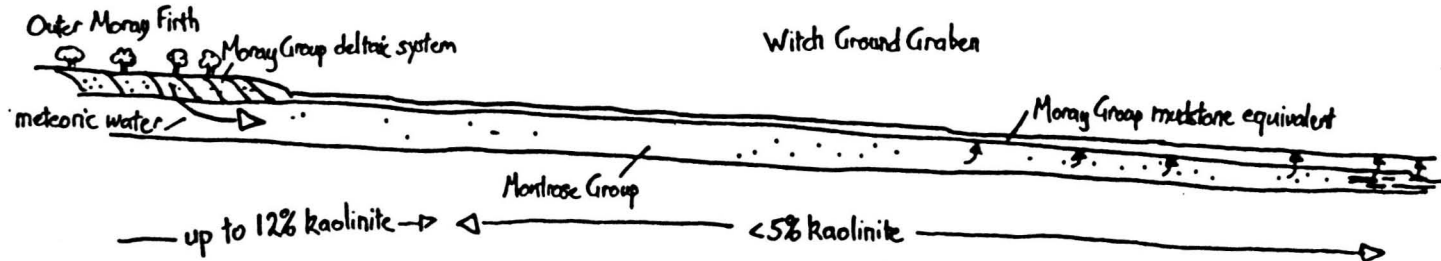 Outer Moray Firth
Moray Group deltaic system
Witch Ground Graben
meteoric water
Moray Group mudstone equivalent
Montrose Group
up to 12% kaolinite
<5% kaolinite